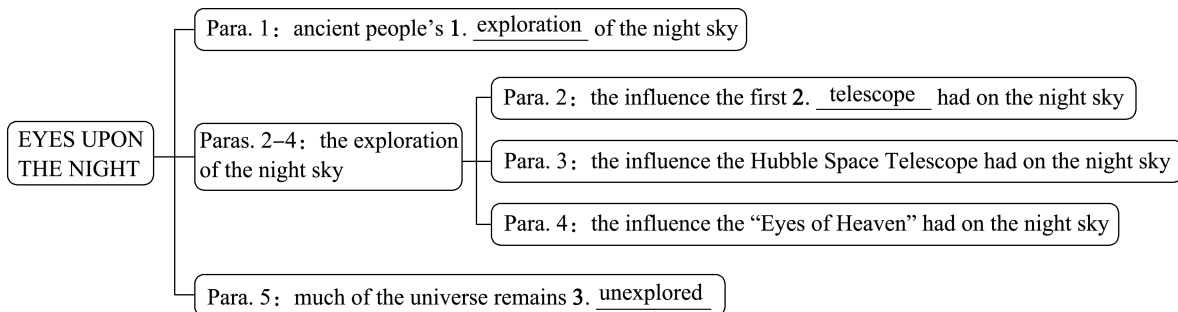 Para. 1：ancient people's 1. exploration of the night sky
EYES UPON
THE NIGHT
Paras. 2–4：the exploration
of the night sky
Para. 2：the influence the first 2. telescope had on the night sky
Para. 3：the influence the Hubble Space Telescope had on the night sky
Para. 4：the influence the “Eyes of Heaven” had on the night sky
Para. 5：much of the universe remains 3. unexplored